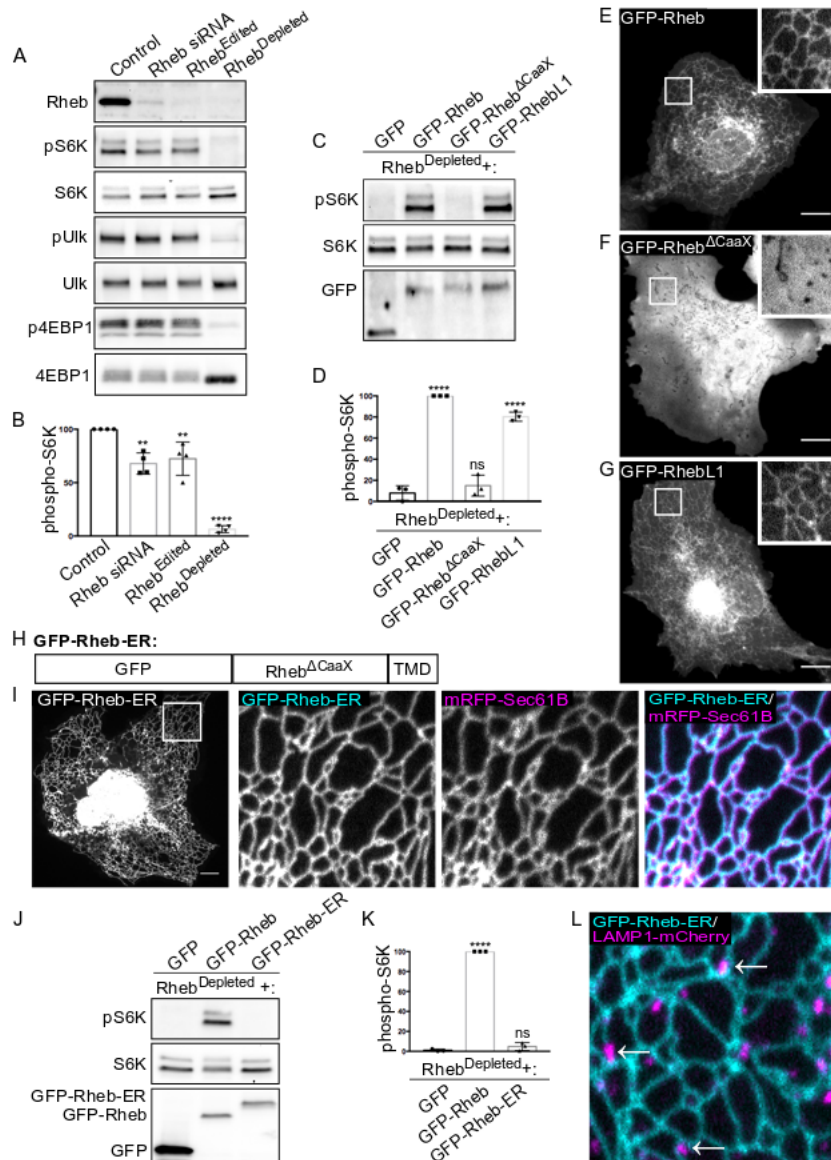 A
Control
Rheb siRNA
Rheb^Edited
Rheb^Depleted
Rheb
pS6K
S6K
pUlk
Ulk
p4EBP1
4EBP1
B
phospho-S6K
100
50
0
****
**
**
Control
Rheb siRNA
Rheb^Edited
Rheb^Depleted
C
GFP
GFP-Rheb
GFP-Rheb^ΔCaaX
GFP-RhebL1
Rheb^Depleted+:
pS6K
S6K
GFP
D
phospho-S6K
100
80
60
40
20
0
****
ns
****
Rheb^Depleted+:
GFP
GFP-Rheb
GFP-Rheb^ΔCaaX
GFP-RhebL1
E
GFP-Rheb
F
GFP-Rheb^ΔCaaX
G
GFP-RhebL1
H GFP-Rheb-ER:
GFP Rheb^ΔCaaX TMD
I
GFP-Rheb-ER
GFP-Rheb-ER
mRFP-Sec61B
GFP-Rheb-ER/
mRFP-Sec61B
J
GFP
GFP-Rheb
GFP-Rheb-ER
Rheb^Depleted +:
pS6K
S6K
GFP-Rheb-ER
GFP-Rheb
GFP
K
phospho-S6K
100
80
60
40
20
0
****
ns
Rheb^Depleted+:
GFP
GFP-Rheb
GFP-Rheb-ER
L
GFP-Rheb-ER/
LAMP1-mCherry